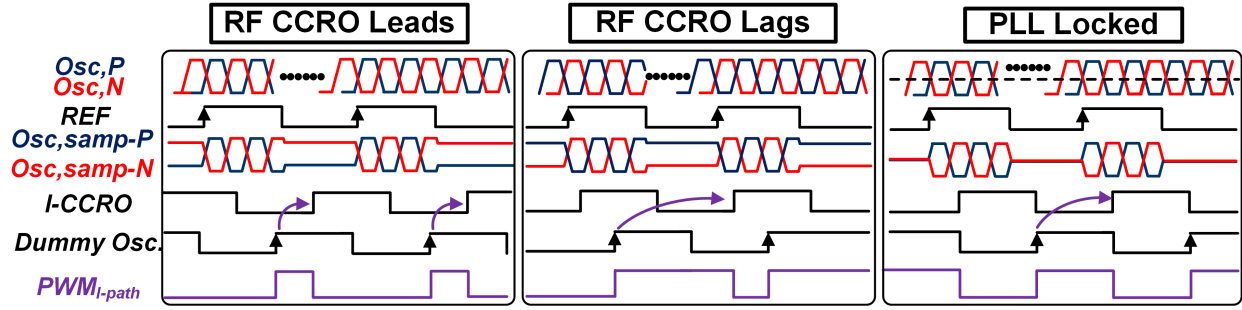 RF CCRO Leads
RF CCRO Lags
PLL Locked
Osc,P
Osc,N
REF
Osc,samp-P
Osc,samp-N
I-CCRO
Dummy Osc.
PWM_I-path